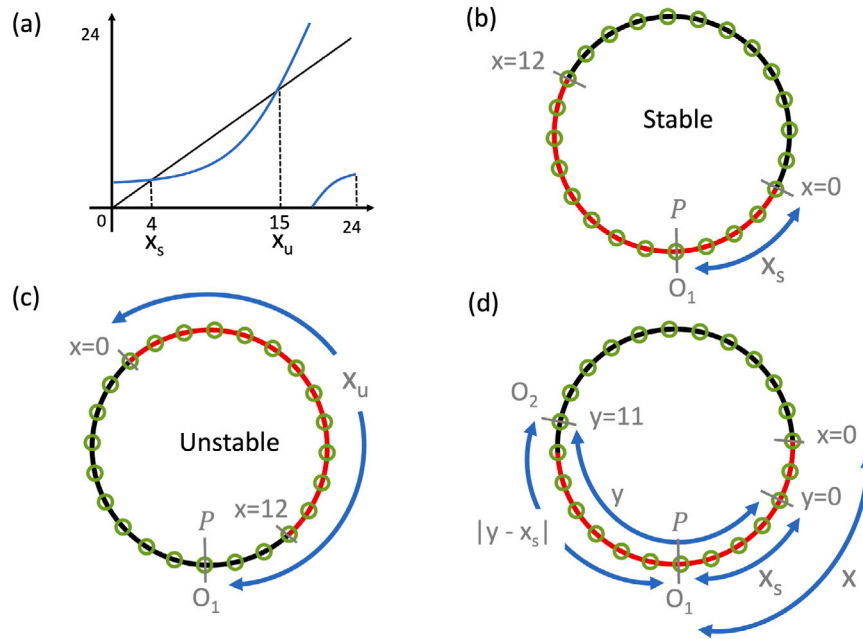 (a)
24
0
4
15
24
xₛ
xᵤ
(b)
x=12
Stable
x=0
P
xₛ
O₁
(c)
x=0
xᵤ
Unstable
x=12
P
O₁
(d)
O₂
y=11
x=0
y
y=0
|y - xₛ|
P
xₛ
x
O₁